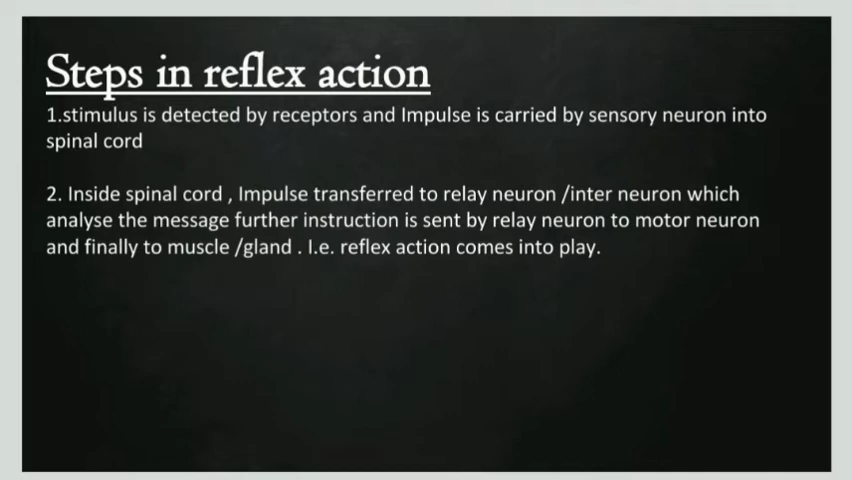 Steps in reflex action
1.stimulus is detected by receptors and Impulse is carried by sensory neuron into
spinal cord
2. Inside spinal cord , Impulse transferred to relay neuron /inter neuron which
analyse the message further instruction is sent by relay neuron to motor neuron
and finally to muscle /gland . I.e. reflex action comes into play.